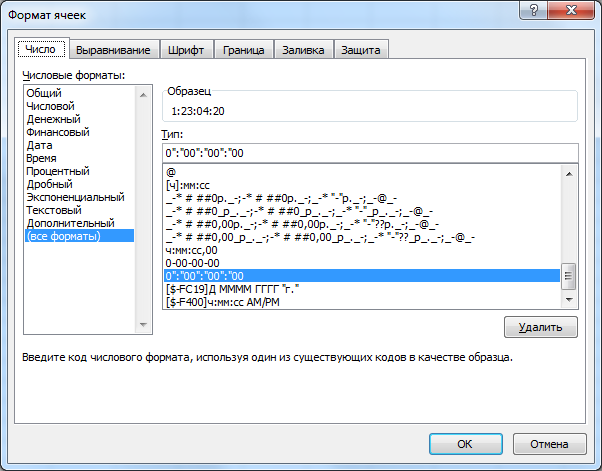 Формат ячеек
Число
Выравнивание
Шрифт
Граница
Заливка
Защита
Числовые форматы:
Общий
Числовой
Денежный
Финансовый
Дата
Время
Процентный
Дробный
Экспоненциальный
Текстовый
Дополнительный
(все форматы)
Образец
1:23:04:20
Тип:
0":"00":"00":"00
@
[ч]:мм:сс
_-* # ##0р._-;-* # ##0р._-;_-* "-"р._-;_-@_-
_-* # ##0_р_._-;-* # ##0_р_._-;_-* "-"_р_._-;_-@_-
_-* # ##0,00р._-;-* # ##0,00р._-;_-* "-"??р._-;_-@_-
_-* # ##0,00_р_._-;-* # ##0,00_р_._-;_-* "-"??_р_._-;_-@_-
ч:мм:сс,00
0-00-00-00
0":"00":"00":"00
[$-FC19]Д ММММ ГГГГ "г."
[$-F400]ч:мм:сс AM/PM
Удалить
Введите код числового формата, используя один из существующих кодов в качестве образца.
ОК
Отмена